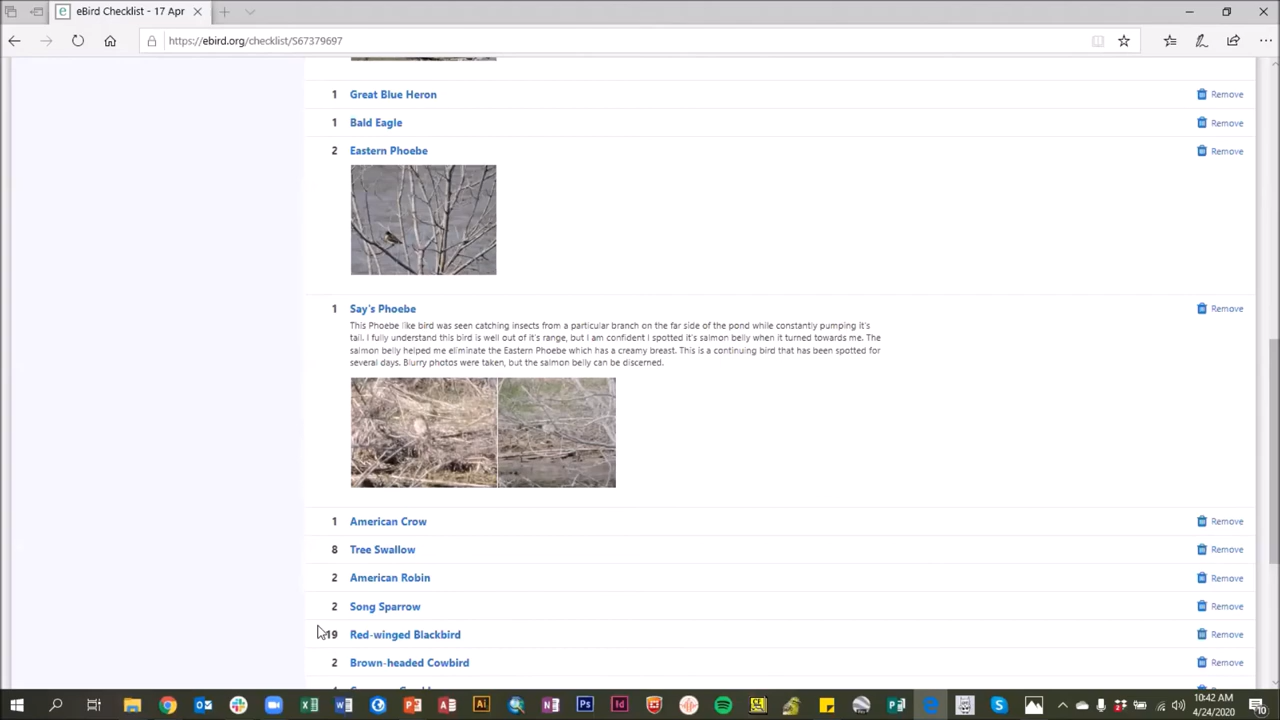 eBird Checklist - 17 Apr
https://ebird.org/checklist/S67379697
1 Great Blue Heron Remove
1 Bald Eagle Remove
2 Eastern Phoebe Remove
1 Say's Phoebe Remove
This Phoebe like bird was seen catching insects from a particular branch on the far side of the pond while constantly pumping it's
tail. I fully understand this bird is well out of it's range, but I am confident I spotted it's salmon belly when it turned towards me. The
salmon belly helped me eliminate the Eastern Phoebe which has a creamy breast. This is a continuing bird that has been spotted for
several days. Blurry photos were taken, but the salmon belly can be discerned.
1 American Crow Remove
8 Tree Swallow Remove
2 American Robin Remove
2 Song Sparrow Remove
19 Red-winged Blackbird Remove
2 Brown-headed Cowbird Remove
10:42 AM
4/24/2020